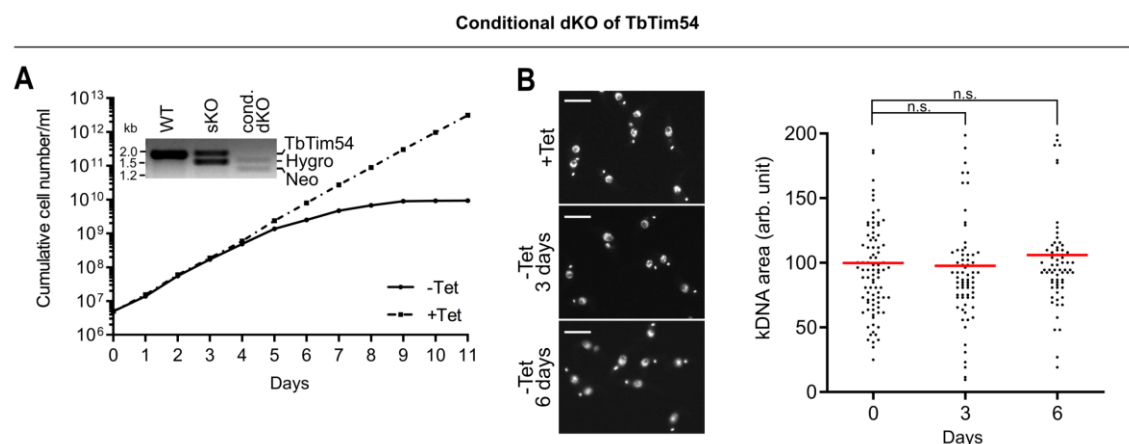 Conditional dKO of TbTim54
A
Cumulative cell number/ml
10^13
10^12
10^11
10^10
10^9
10^8
10^7
10^6
kb
2.0
1.5
1.2
WT
sKO
cond.
dKO
TbTim54
Hygro
Neo
-Tet
+Tet
0 1 2 3 4 5 6 7 8 9 10 11
Days
B
+Tet
-Tet
3 days
-Tet
6 days
n.s.
n.s.
kDNA area (arb. unit)
200
150
100
50
0
0 3 6
Days